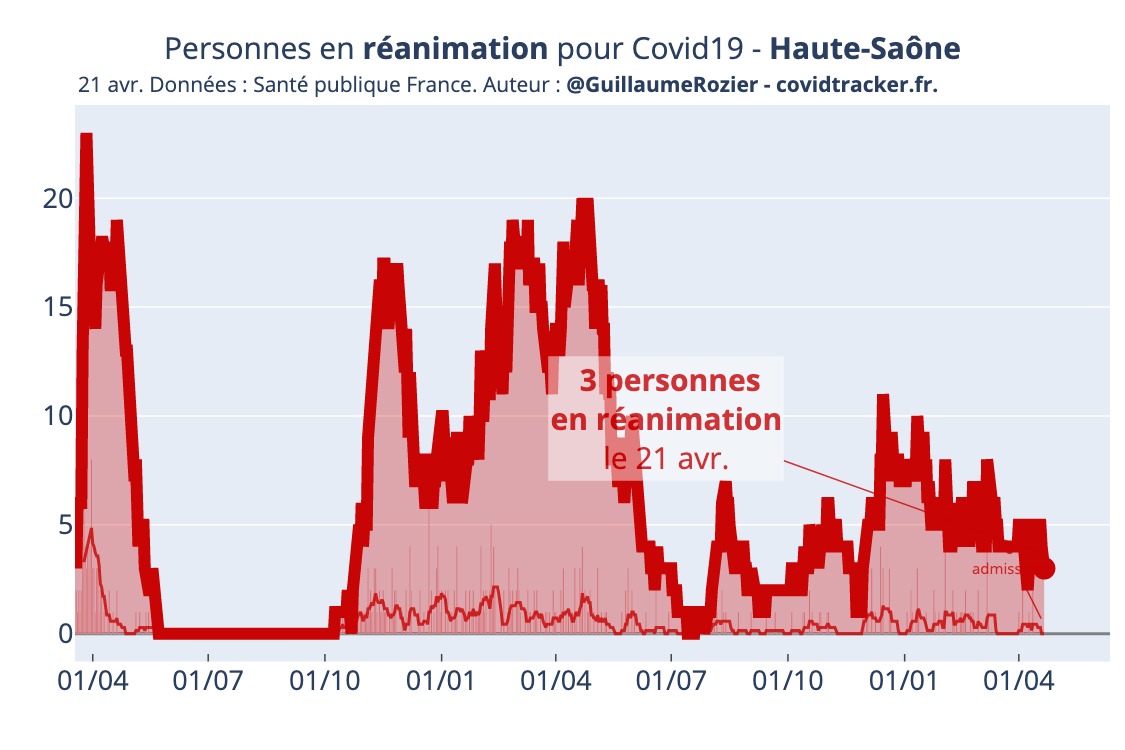 Personnes en réanimation pour Covid19 - Haute-Saône
21 avr. Données : Santé publique France. Auteur : @GuillaumeRozier - covidtracker.fr.
20
15
10
5
0
3 personnes
en réanimation
le 21 avr.
01/04 01/07 01/10 01/01 01/04 01/07 01/10 01/01 01/04